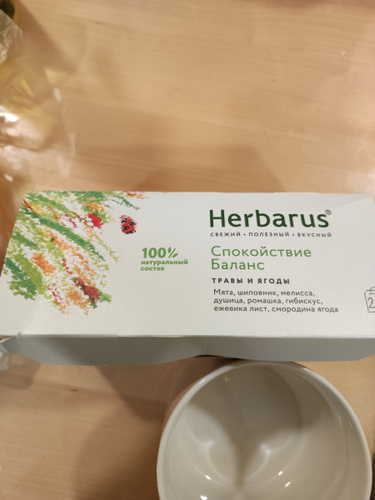 Herbarus®
СВЕЖИЙ • ПОЛЕЗНЫЙ • ВКУСНЫЙ
100%
натуральный
состав
Спокойствие
Баланс
ТРАВЫ И ЯГОДЫ
Мята, шиповник, мелисса,
душица, ромашка, гибискус,
ежевика лист, смородина ягода